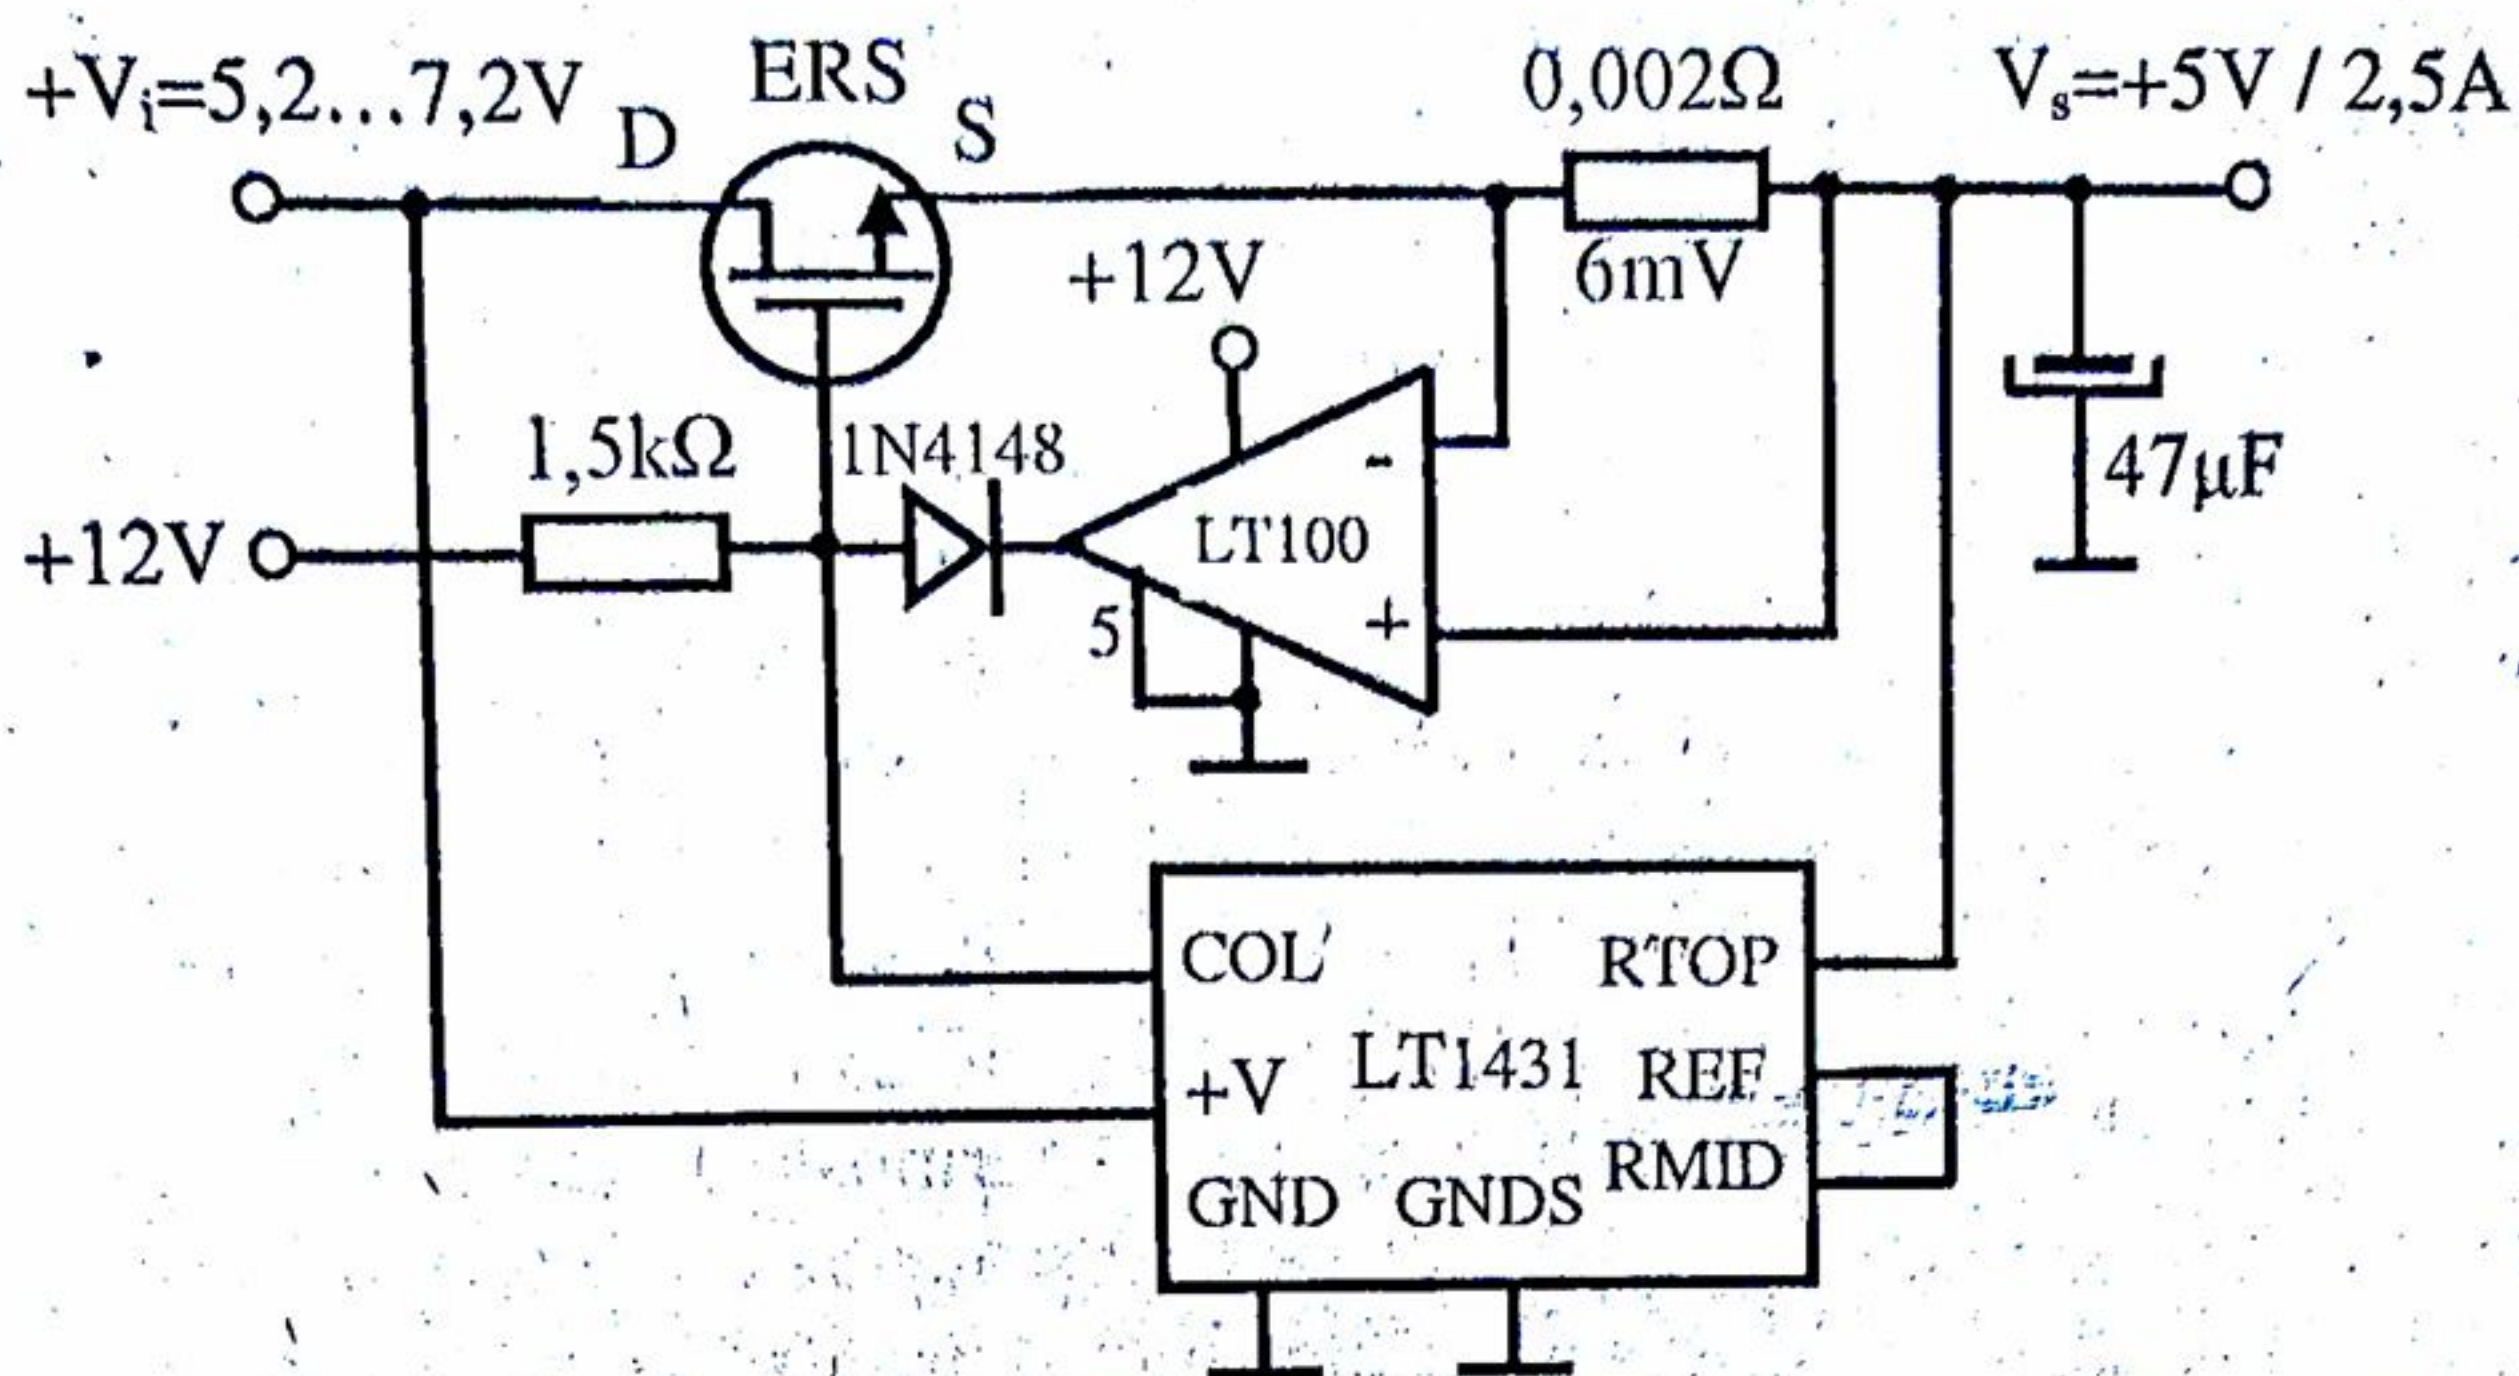 +Vi=5,2...7,2V
D
ERS
S
0,002Ω
Vs=+5V / 2,5A
6mV
+12V
1,5kΩ
1N4148
-
47μF
+12V
LT100
5
+
COL
RTOP
LT1431
REF
+V
RMID
GND
GNDS